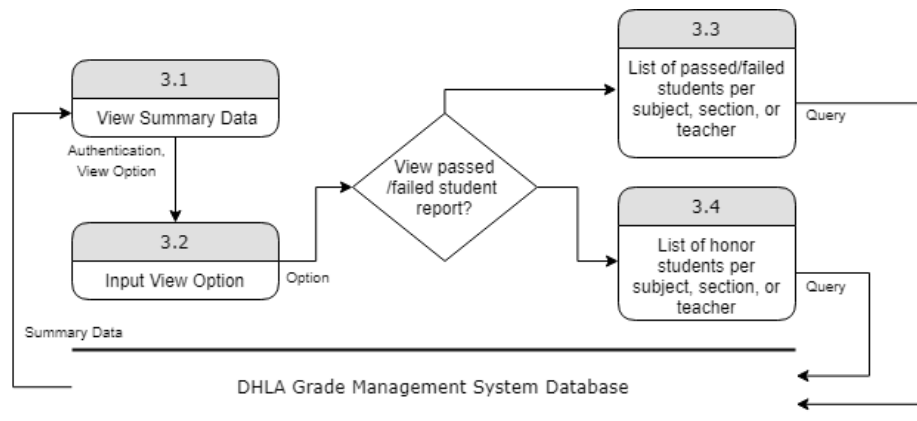 3.1
View Summary Data
Authentication,
View Option
3.2
Input View Option
Option
View passed
/failed student
report?
3.3
List of passed/failed
students per
subject, section, or
teacher
Query
3.4
List of honor
students per
subject, section, or
teacher
Query
Summary Data
DHLA Grade Management System Database